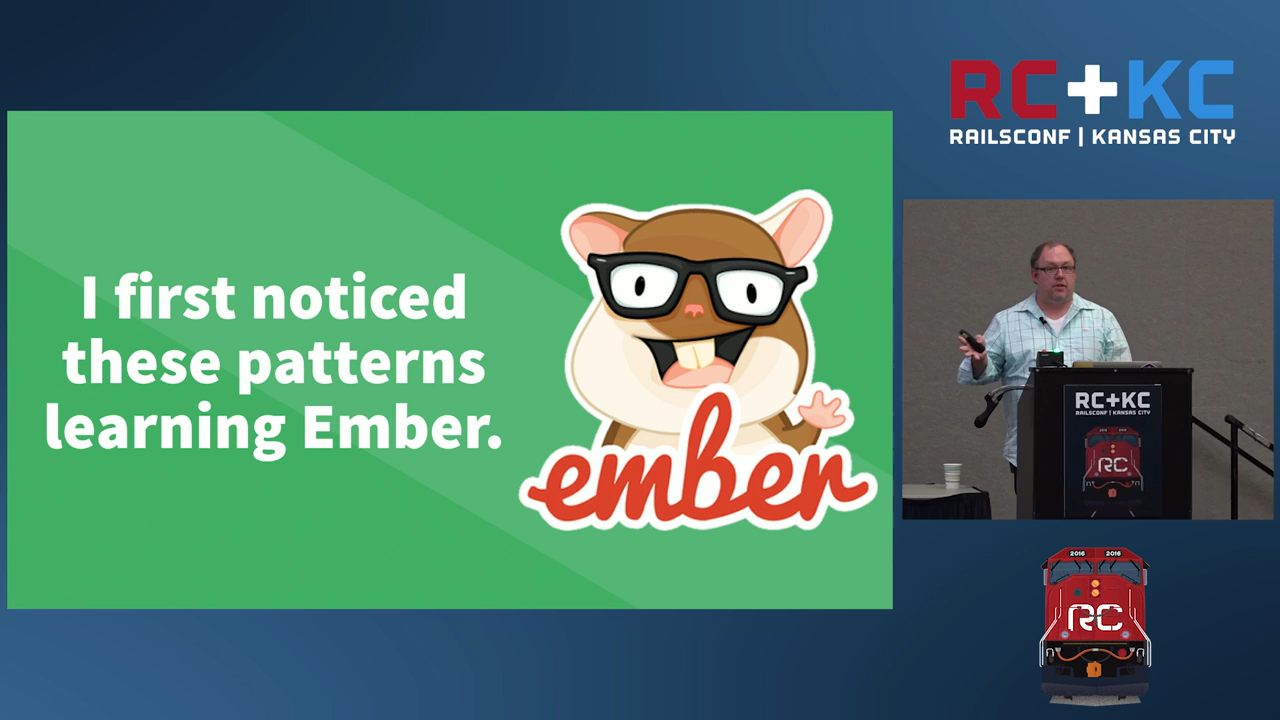 RC+KC
RAILSCONF | KANSAS CITY
I first noticed
these patterns
learning Ember.
ember
RC+KC
RAILSCONF | KANSAS CITY
RC
2016 2016
RC